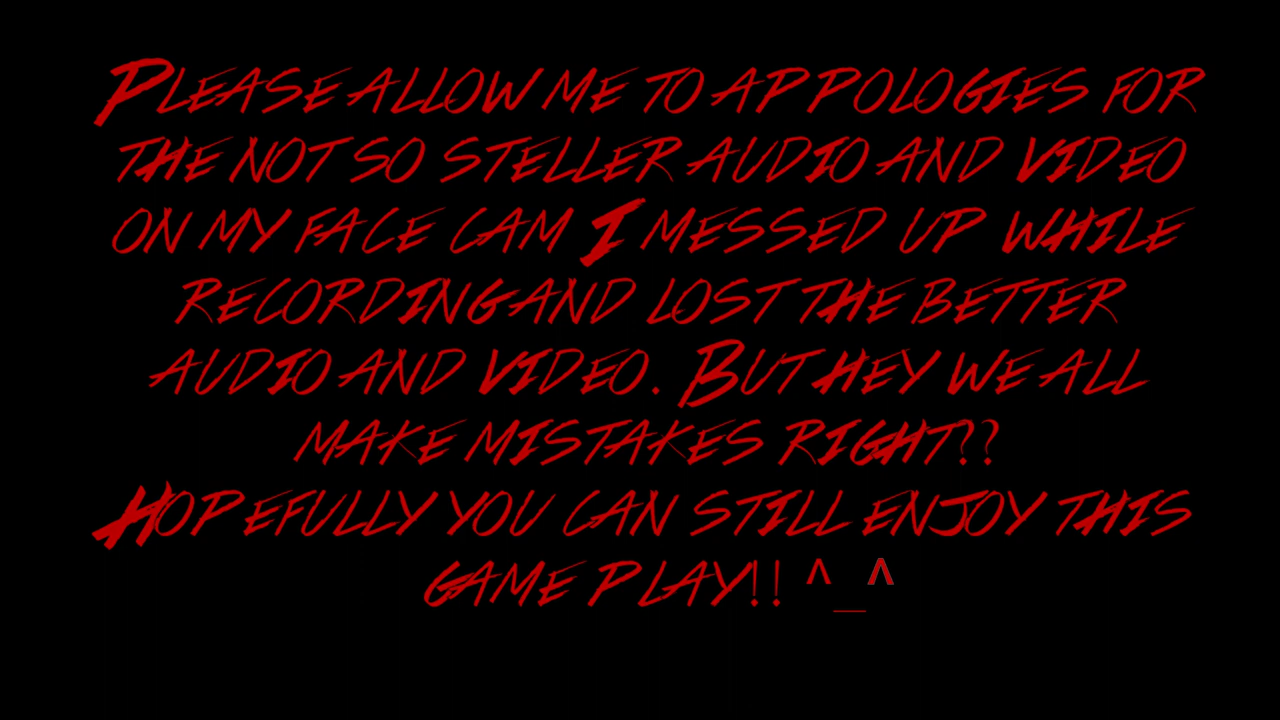 Please allow me to appologies for
the not so steller audio and video
on my face cam I messed up while
recording and lost the better
audio and video. But hey we all
make mistakes right??
Hopefully you can still enjoy this
game play!! ^_^